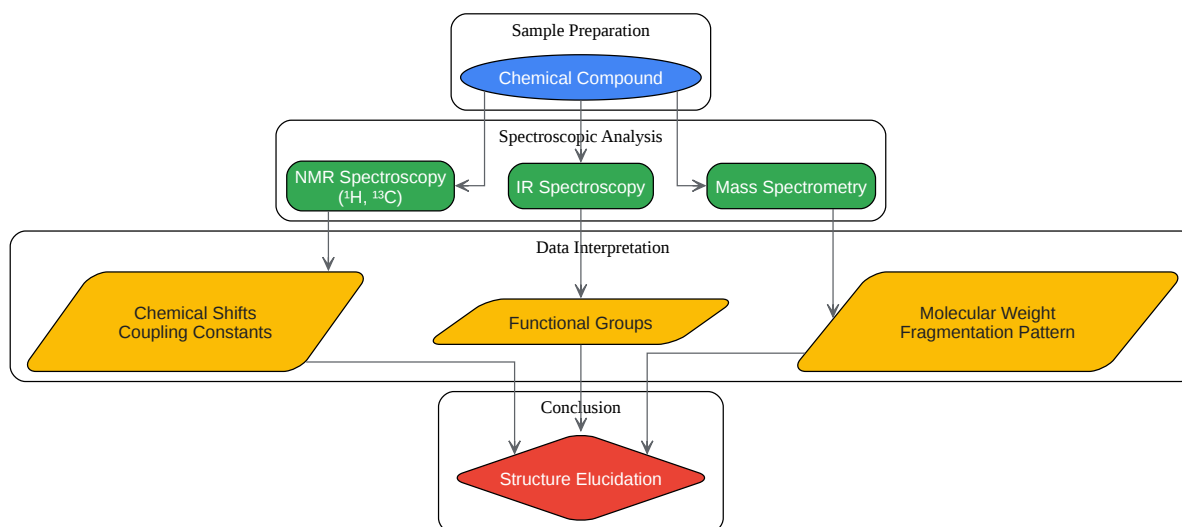 Sample Preparation
Chemical Compound
Spectroscopic Analysis
NMR Spectroscopy
(¹H, ¹³C)
IR Spectroscopy
Mass Spectrometry
Data Interpretation
Chemical Shifts
Coupling Constants
Functional Groups
Molecular Weight
Fragmentation Pattern
Conclusion
Structure Elucidation